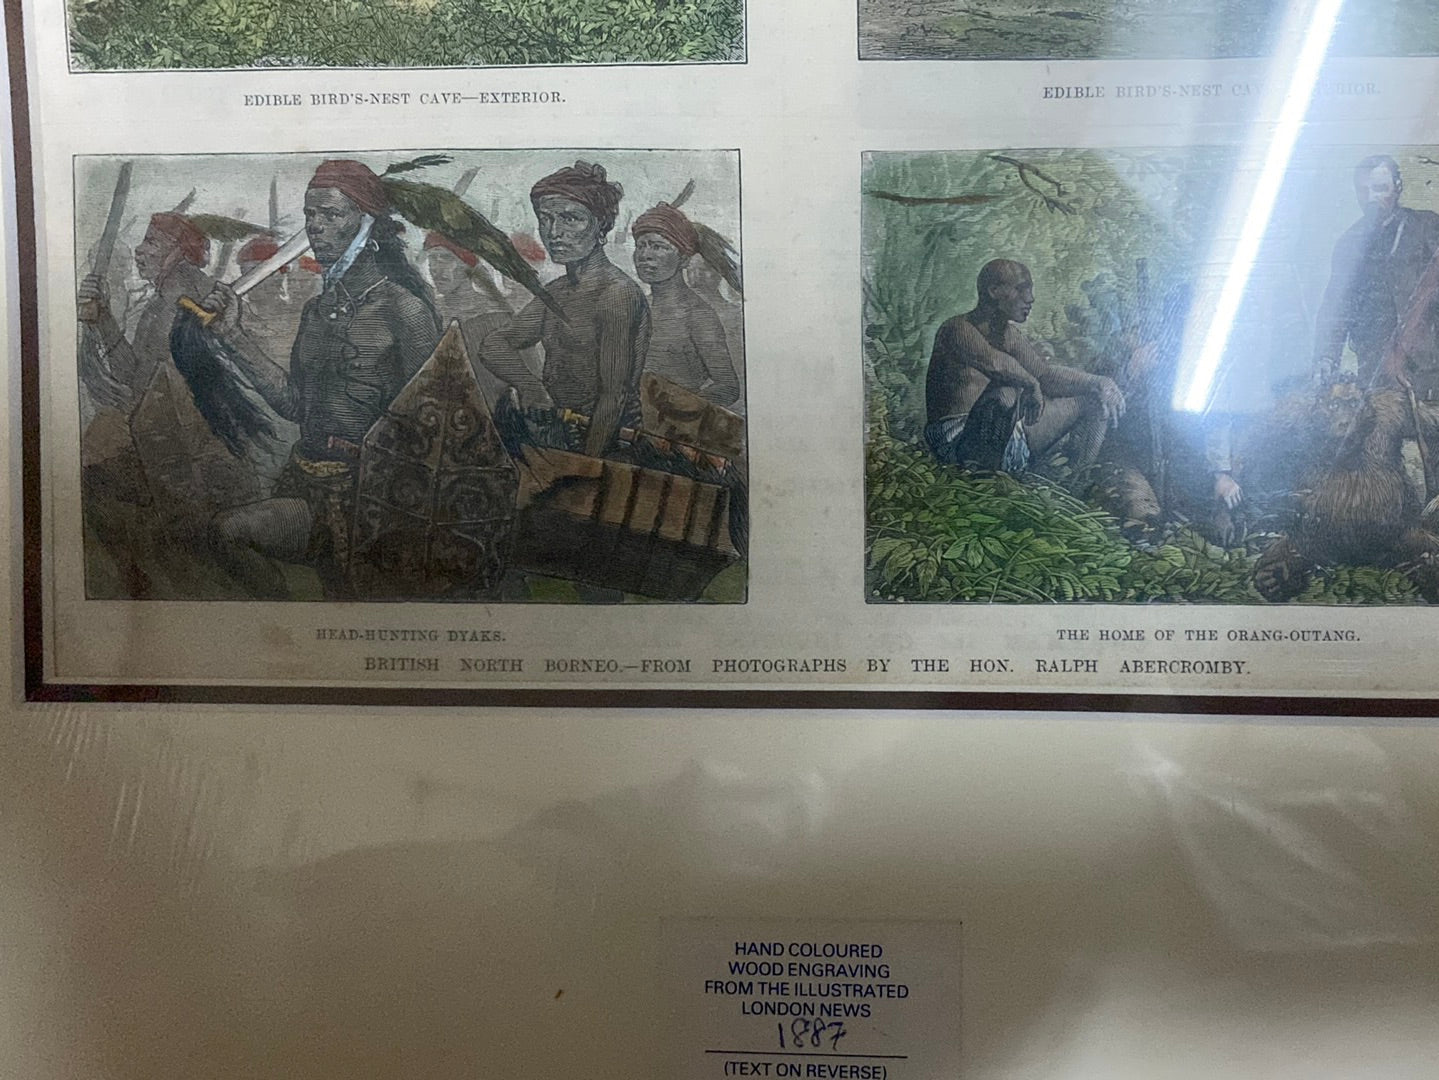 EDIBLE BIRD'S-NEST CAVE—EXTERIOR.
EDIBLE BIRD'S-NEST
HEAD-HUNTING DYAKS.
THE HOME OF THE ORANG-OUTANG.
BRITISH NORTH BORNEO.—FROM PHOTOGRAPHS BY THE HON. RALPH ABERCROMBY.
HAND COLOURED
WOOD ENGRAVING
FROM THE ILLUSTRATED
LONDON NEWS
1887
(TEXT ON REVERSE)